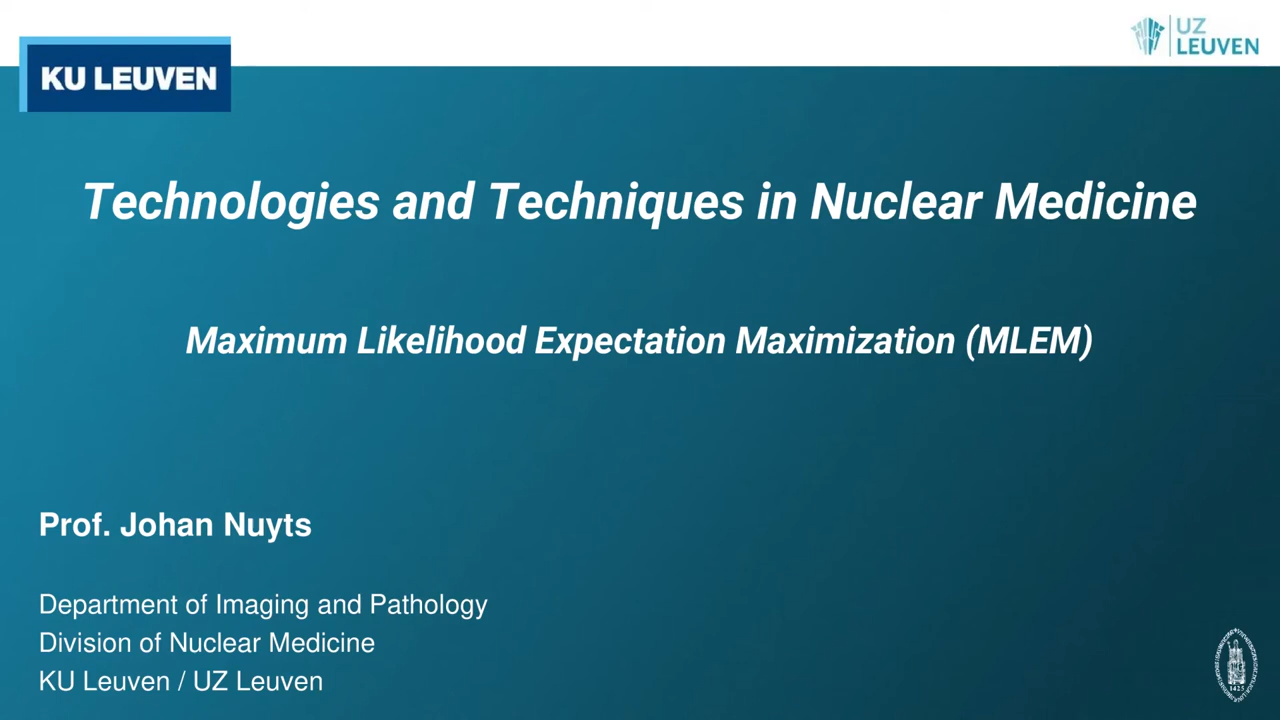 UZ
LEUVEN
KU LEUVEN
Technologies and Techniques in Nuclear Medicine
Maximum Likelihood Expectation Maximization (MLEM)
Prof. Johan Nuyts
Department of Imaging and Pathology
Division of Nuclear Medicine
KU Leuven / UZ Leuven
1425